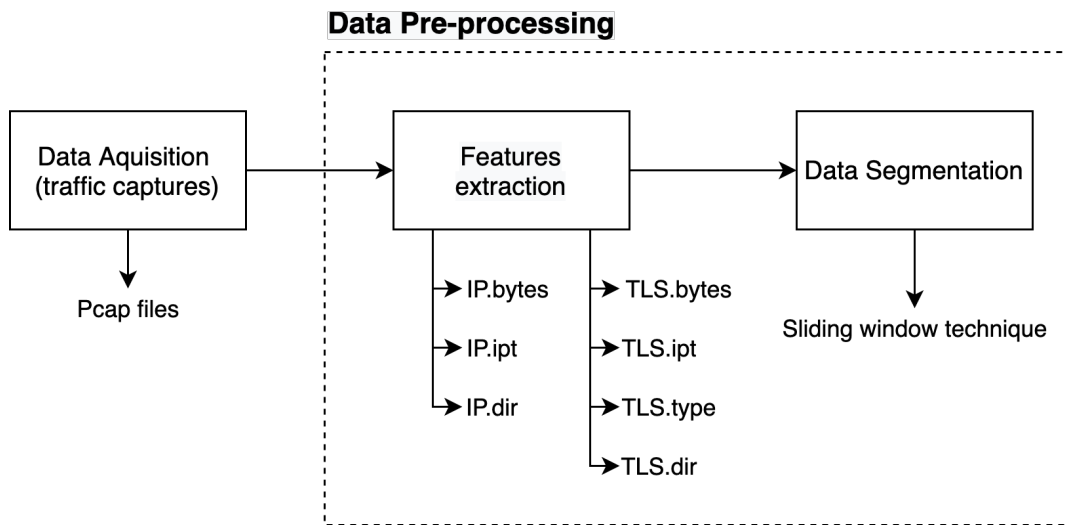 Data Pre-processing
Data Aquisition
(traffic captures)
Features
extraction
Data Segmentation
Pcap files
IP.bytes
IP.ipt
IP.dir
TLS.bytes
TLS.ipt
TLS.type
TLS.dir
Sliding window technique